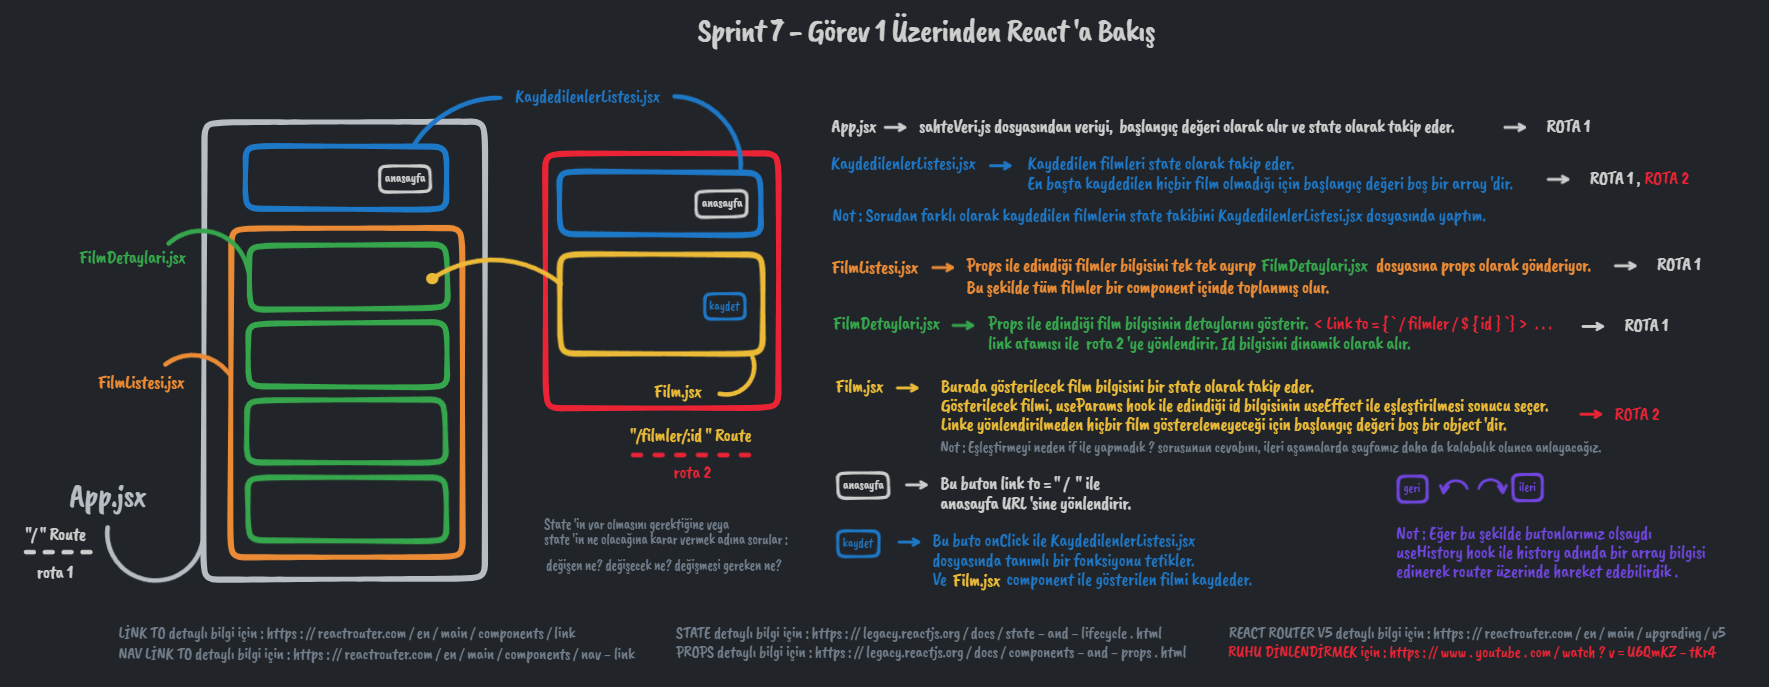 Sprint 7 - Görev 1 Üzerinden React 'a Bakış
KaydedilenlerListesi.jsx
anasayfa
FilmDetaylari.jsx
FilmListesi.jsx
App.jsx
"/" Route
rota 1
anasayfa
kaydet
Film.jsx
"/filmler/:id " Route
rota 2
State 'in var olmasını gerektiğine veya
state 'in ne olacağına karar vermek adına sorular :
değişen ne? değişecek ne? değişmesi gereken ne?
App.jsx → sahteVeri.js dosyasından veriyi, başlangıç değeri olarak alır ve state olarak takip eder. → ROTA 1
KaydedilenlerListesi.jsx → Kaydedilen filmleri state olarak takip eder.
En başta kaydedilen hiçbir film olmadığı için başlangıç değeri boş bir array 'dir. → ROTA 1 , ROTA 2
Not : Sorudan farklı olarak kaydedilen filmlerin state takibini KaydedilenlerListesi.jsx dosyasında yaptım.
FilmListesi.jsx → Props ile edindiği filmler bilgisini tek tek ayırıp FilmDetaylari.jsx dosyasına props olarak gönderiyor. → ROTA 1
Bu şekilde tüm filmler bir component içinde toplanmış olur.
FilmDetaylari.jsx → Props ile edindiği film bilgisinin detaylarını gösterir. < Link to = { ` / filmler / $ { id } ` } > . . . → ROTA 1
link ataması ile rota 2 'ye yönlendirir. Id bilgisini dinamik olarak alır.
Film.jsx → Burada gösterilecek film bilgisini bir state olarak takip eder.
Gösterilecek filmi, useParams hook ile edindiği id bilgisinin useEffect ile eşleştirilmesi sonucu seçer. → ROTA 2
Linke yönlendirilmeden hiçbir film gösterelemeyeceği için başlangıç değeri boş bir object 'dir.
Not : Eşleştirmeyi neden if ile yapmadık ? sorusunun cevabını, ileri aşamalarda sayfamız daha da kalabalık olunca anlayacağız.
anasayfa → Bu buton link to = " / " ile
anasayfa URL 'sine yönlendirir.
kaydet → Bu buto onClick ile KaydedilenlerListesi.jsx
dosyasında tanımlı bir fonksiyonu tetikler.
Ve Film.jsx component ile gösterilen filmi kaydeder.
geri ileri
Not : Eğer bu şekilde butonlarımız olsaydı
useHistory hook ile history adında bir array bilgisi
edinerek router üzerinde hareket edebilirdik .
LİNK TO detaylı bilgi için : https : // reactrouter.com / en / main / components / link
NAV LİNK TO detaylı bilgi için : https : // reactrouter.com / en / main / components / nav - link
STATE detaylı bilgi için : https : // legacy.reactjs.org / docs / state - and - lifecycle . html
PROPS detaylı bilgi için : https : // legacy.reactjs.org / docs / components - and - props . html
REACT ROUTER V5 detaylı bilgi için : https : // reactrouter.com / en / main / upgrading / v5
RUHU DİNLENDİRMEK için : https : // www . youtube . com / watch ? v = U6QmKZ - tKr4